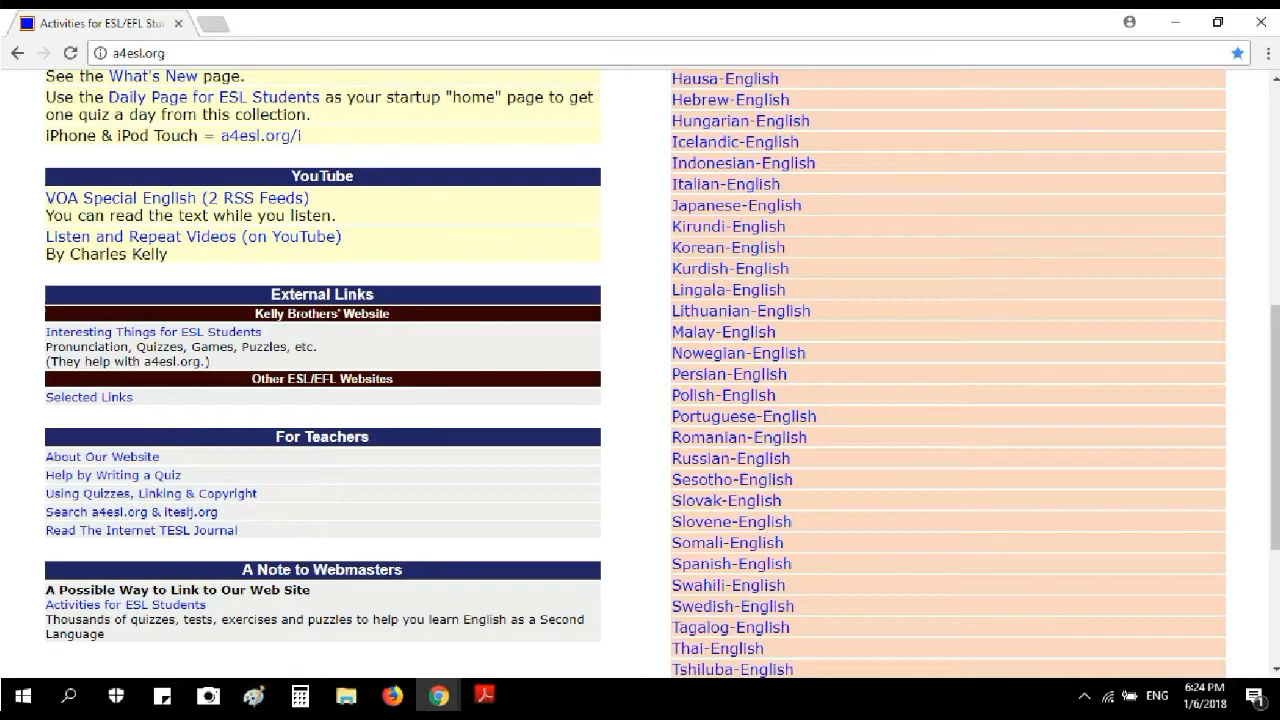 Activities for ESL/EFL Stu
a4esl.org
See the What's New page.
Use the Daily Page for ESL Students as your startup "home" page to get
one quiz a day from this collection.
iPhone & iPod Touch = a4esl.org/i
YouTube
VOA Special English (2 RSS Feeds)
You can read the text while you listen.
Listen and Repeat Videos (on YouTube)
By Charles Kelly
External Links
Kelly Brothers' Website
Interesting Things for ESL Students
Pronunciation, Quizzes, Games, Puzzles, etc.
(They help with a4esl.org.)
Other ESL/EFL Websites
Selected Links
For Teachers
About Our Website
Help by Writing a Quiz
Using Quizzes, Linking & Copyright
Search a4esl.org & iteslj.org
Read The Internet TESL Journal
A Note to Webmasters
A Possible Way to Link to Our Web Site
Activities for ESL Students
Thousands of quizzes, tests, exercises and puzzles to help you learn English as a Second
Language
Hausa-English
Hebrew-English
Hungarian-English
Icelandic-English
Indonesian-English
Italian-English
Japanese-English
Kirundi-English
Korean-English
Kurdish-English
Lingala-English
Lithuanian-English
Malay-English
Nowegian-English
Persian-English
Polish-English
Portuguese-English
Romanian-English
Russian-English
Sesotho-English
Slovak-English
Slovene-English
Somali-English
Spanish-English
Swahili-English
Swedish-English
Tagalog-English
Thai-English
Tshiluba-English
ENG
6:24 PM
1/6/2018
1